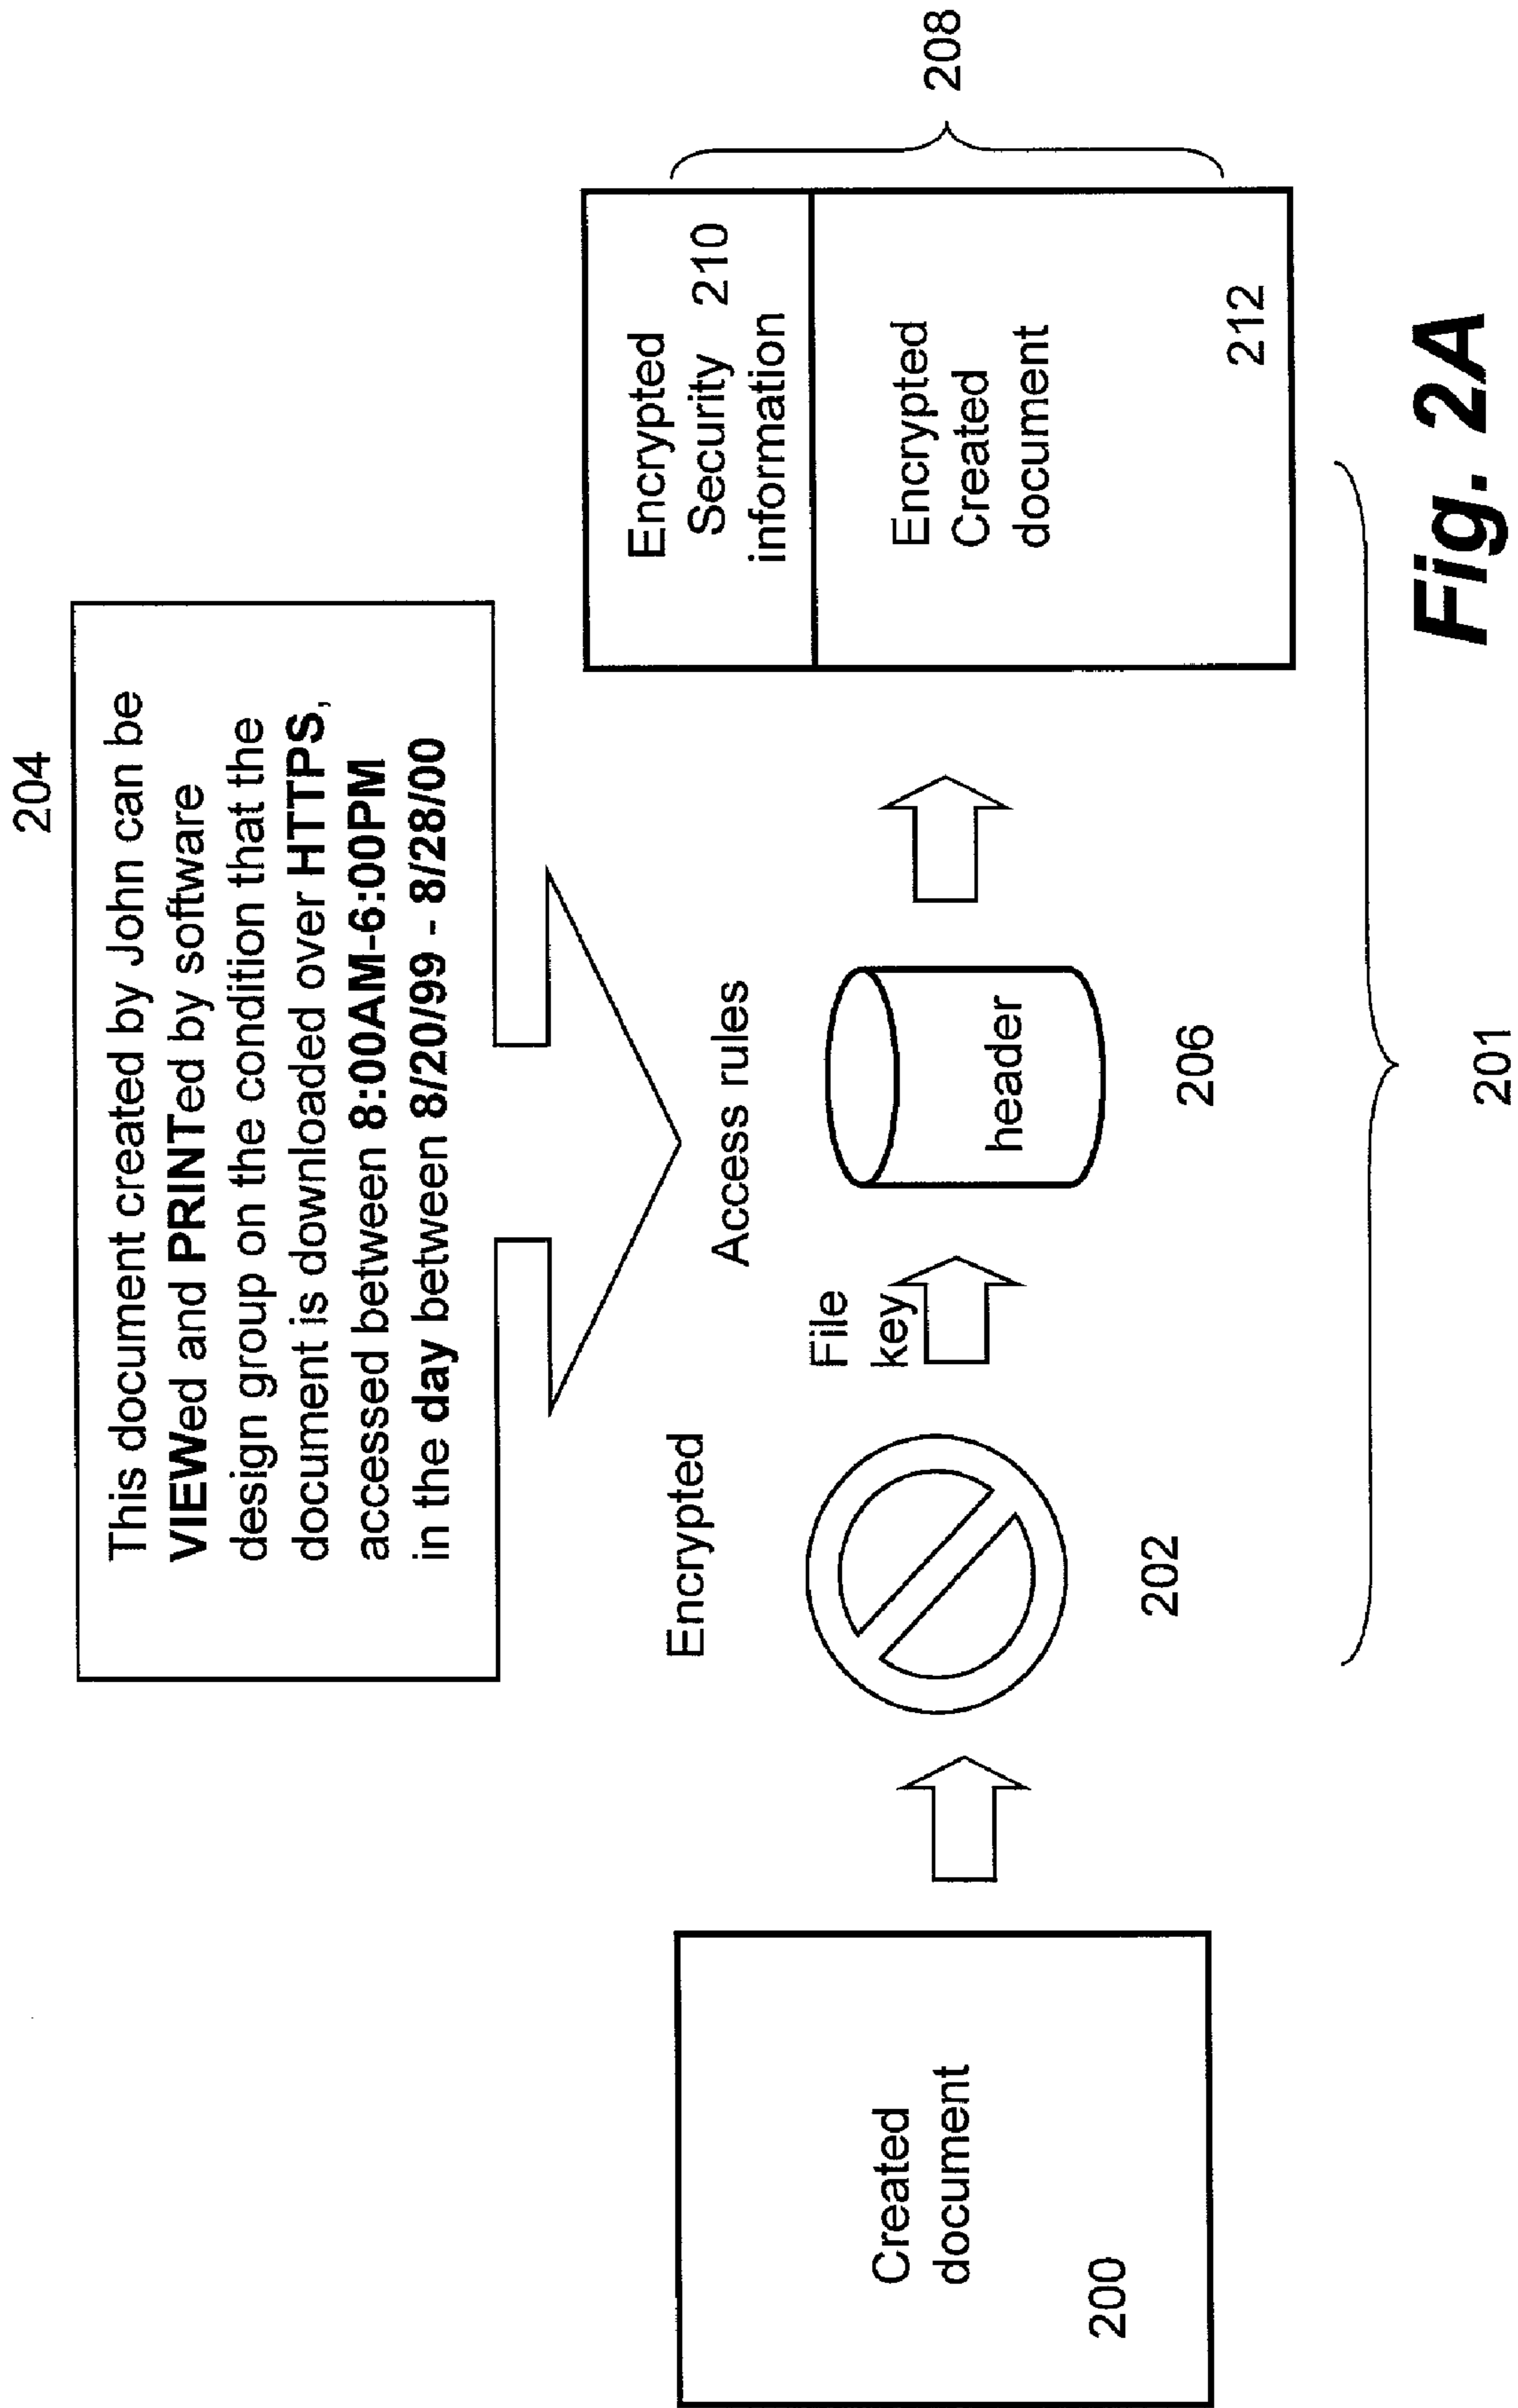 204
This document created by John can be
VIEWed and PRINTed by software
design group on the condition that the
document is downloaded over HTTPS,
accessed between 8:00AM-6:00PM
in the day between 8/20/99 - 8/28/00
Created
document
200
Encrypted
202
File
key
Access rules
header
206
Encrypted
Security 210
information
Encrypted
Created
document
212
208
201
Fig. 2A